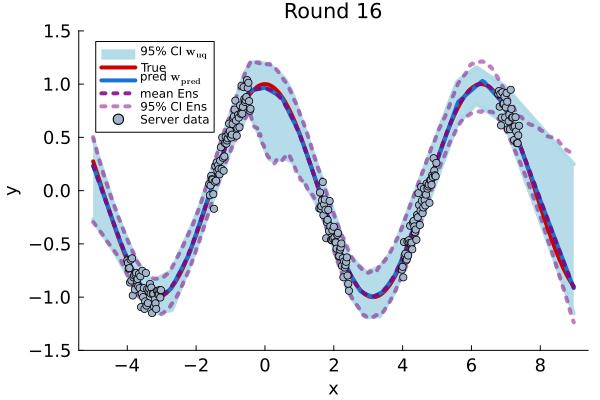 Round 16
1.5
1.0
0.5
0.0
−0.5
−1.0
−1.5
y
95% CI w_uq
True
pred w_pred
mean Ens
95% CI Ens
Server data
−4 −2 0 2 4 6 8
x